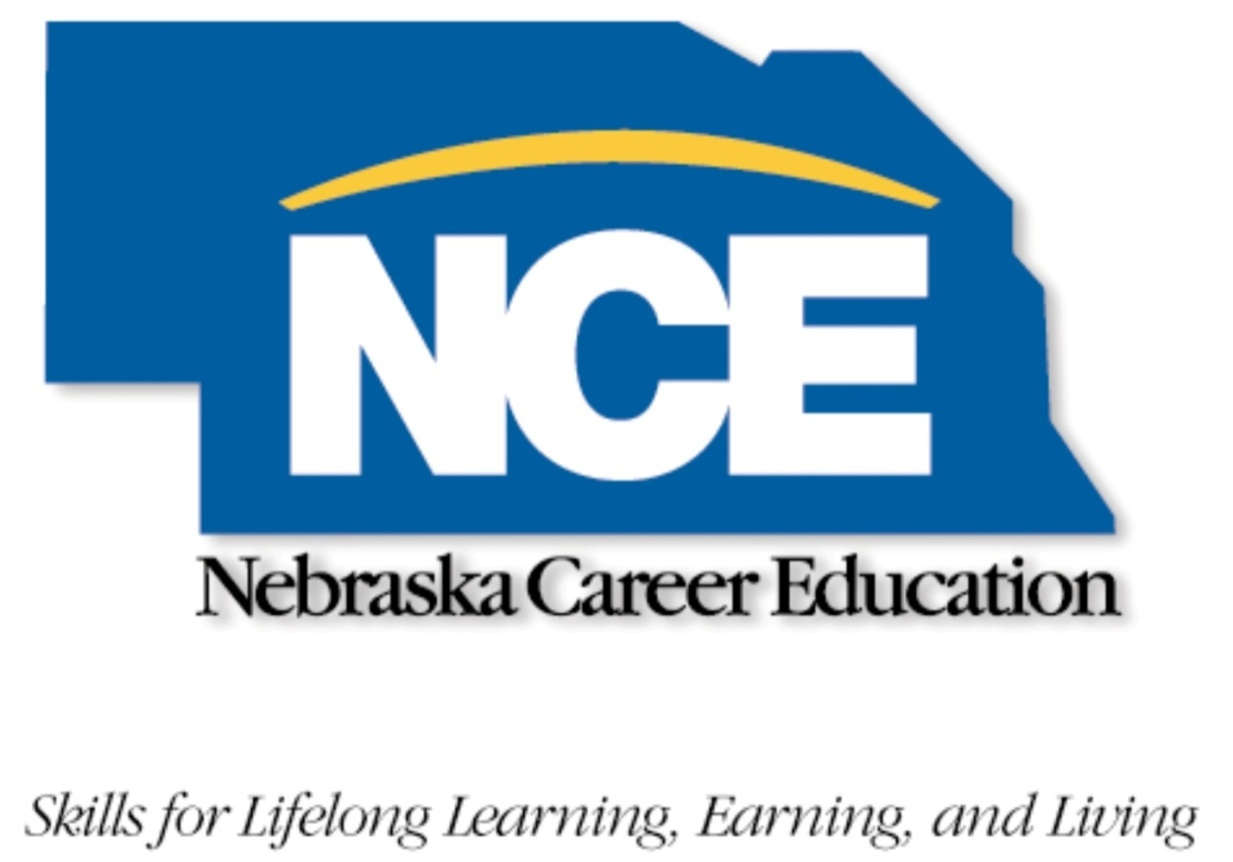 NCE
Nebraska Career Education
Skills for Lifelong Learning, Earning, and Living